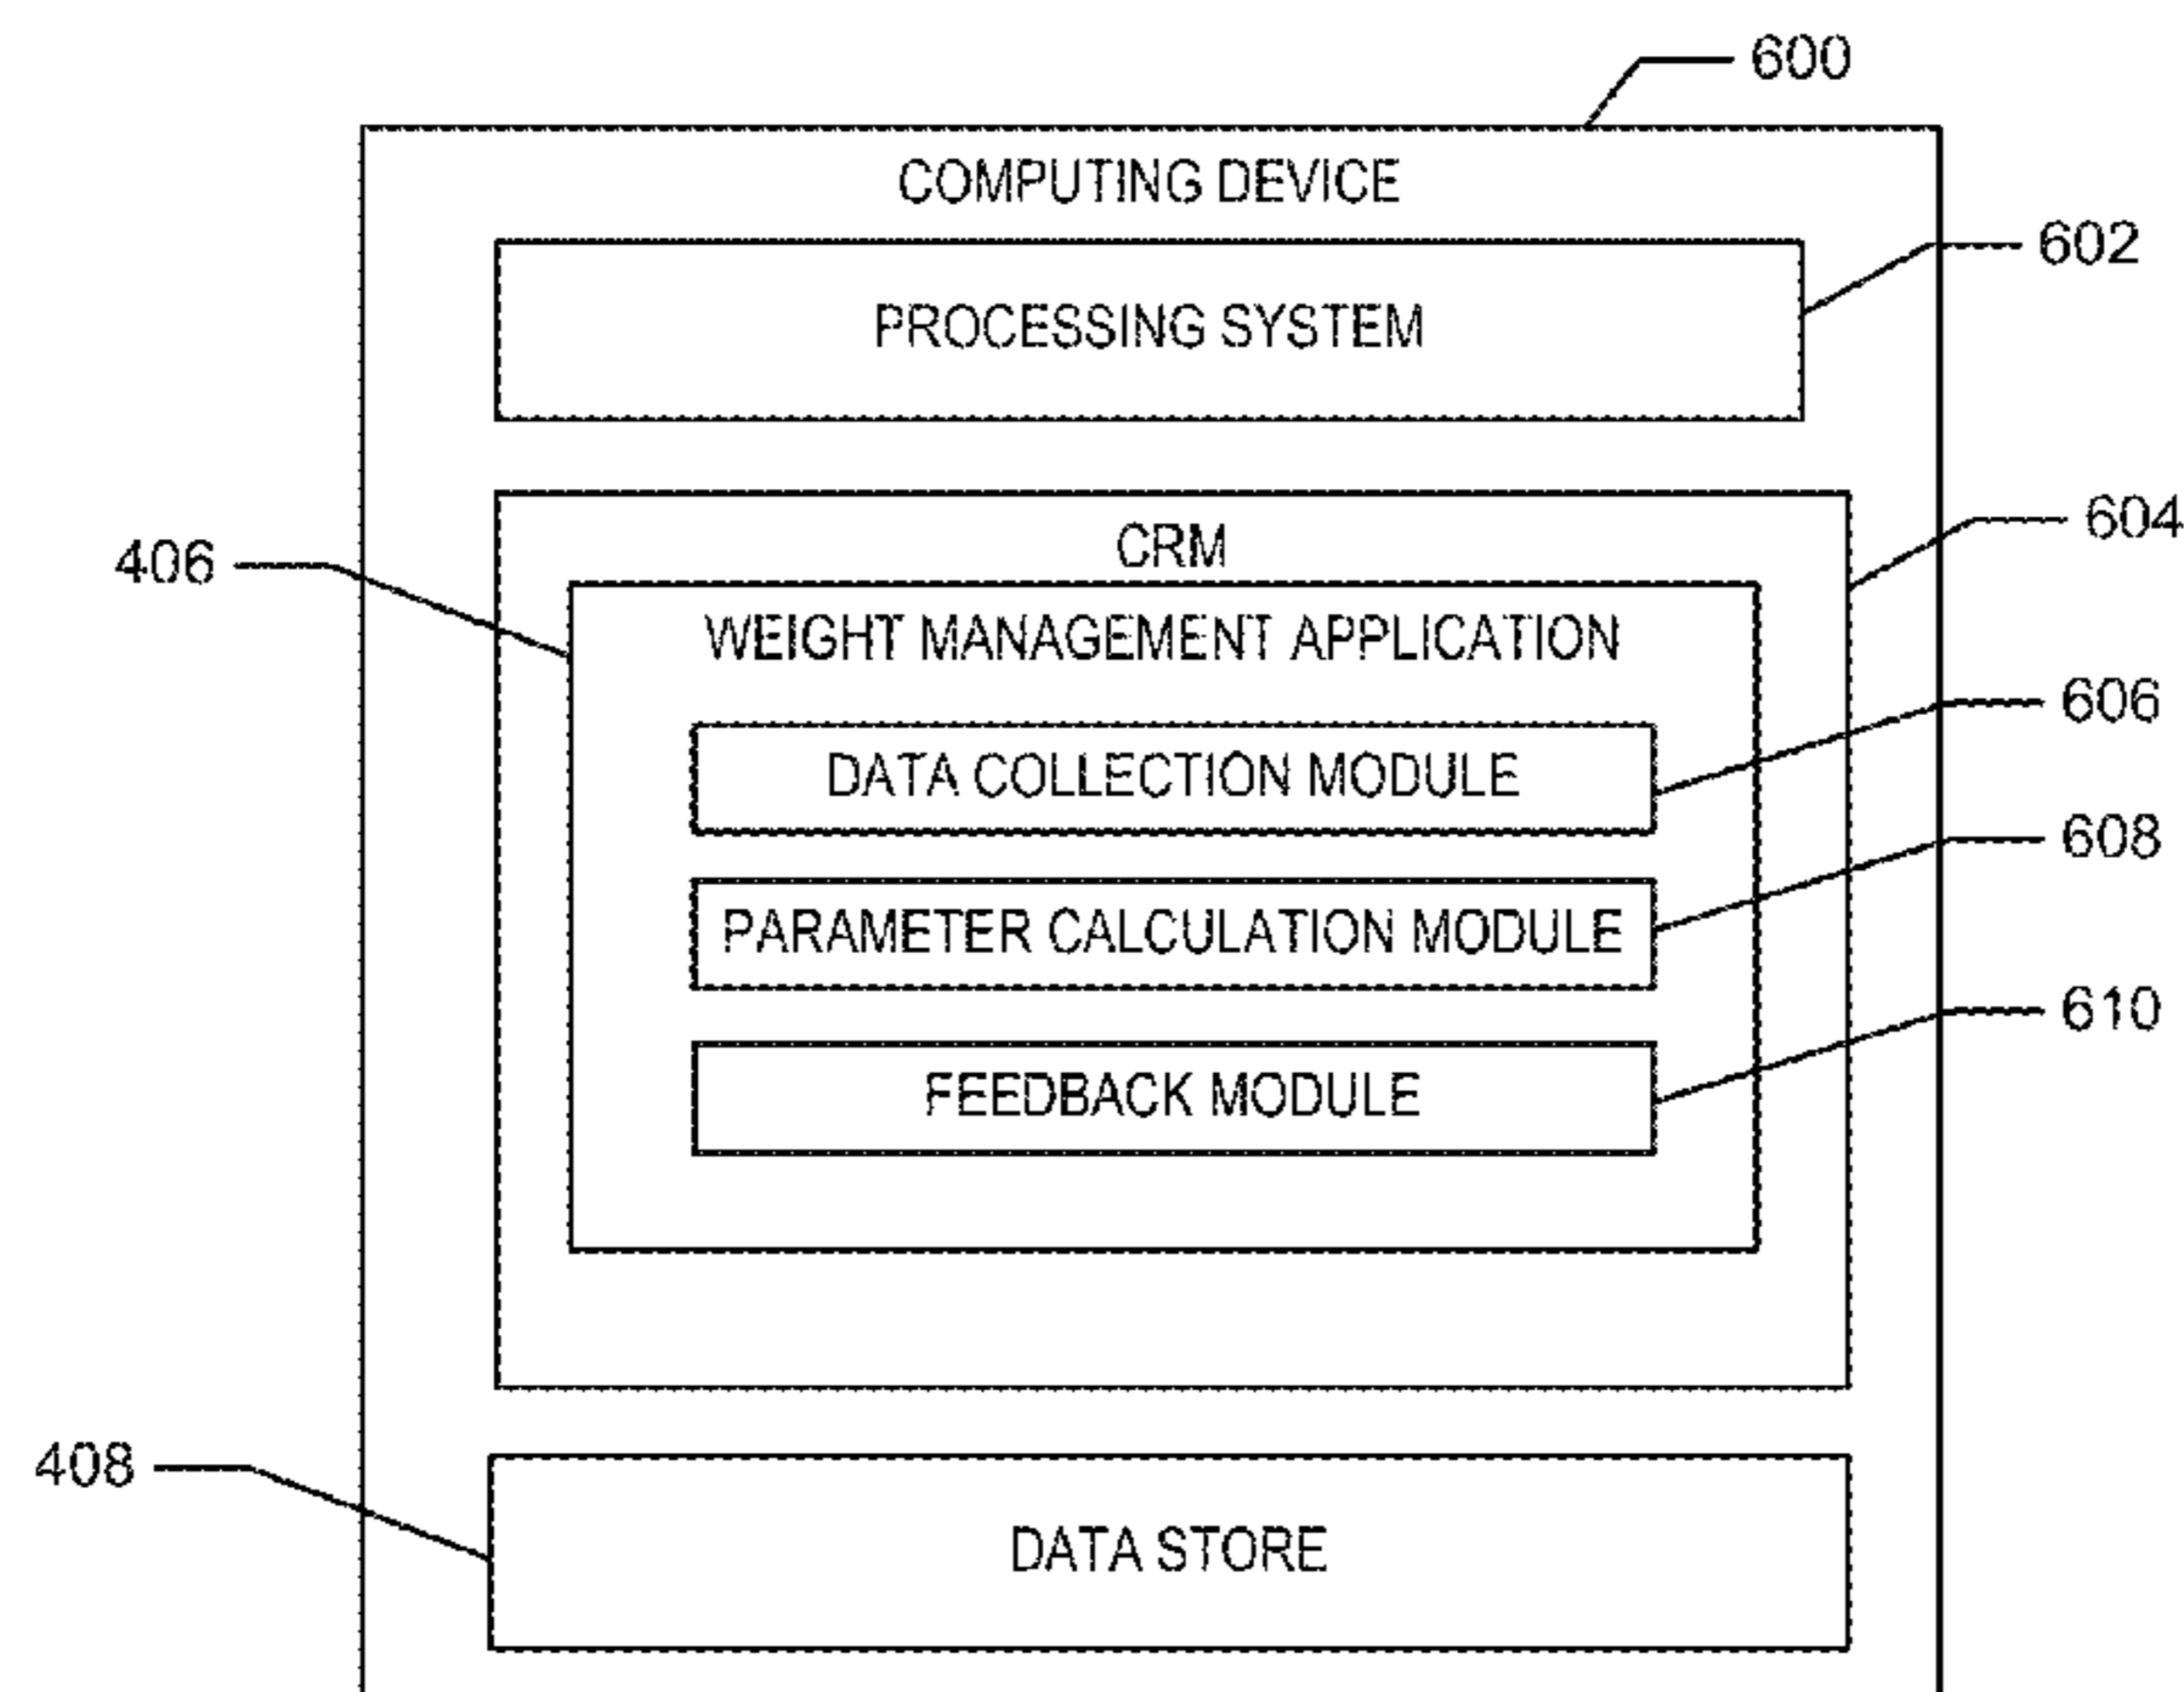 600
COMPUTING DEVICE
602
PROCESSING SYSTEM
604
CRM
406
WEIGHT MANAGEMENT APPLICATION
606
DATA COLLECTION MODULE
608
PARAMETER CALCULATION MODULE
610
FEEDBACK MODULE
408
DATA STORE